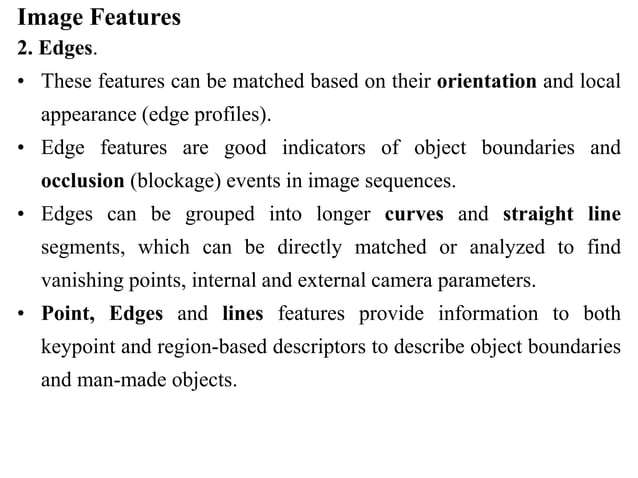 Image Features
2. Edges.
• These features can be matched based on their orientation and local
appearance (edge profiles).
• Edge features are good indicators of object boundaries and
occlusion (blockage) events in image sequences.
• Edges can be grouped into longer curves and straight line
segments, which can be directly matched or analyzed to find
vanishing points, internal and external camera parameters.
• Point, Edges and lines features provide information to both
keypoint and region-based descriptors to describe object boundaries
and man-made objects.